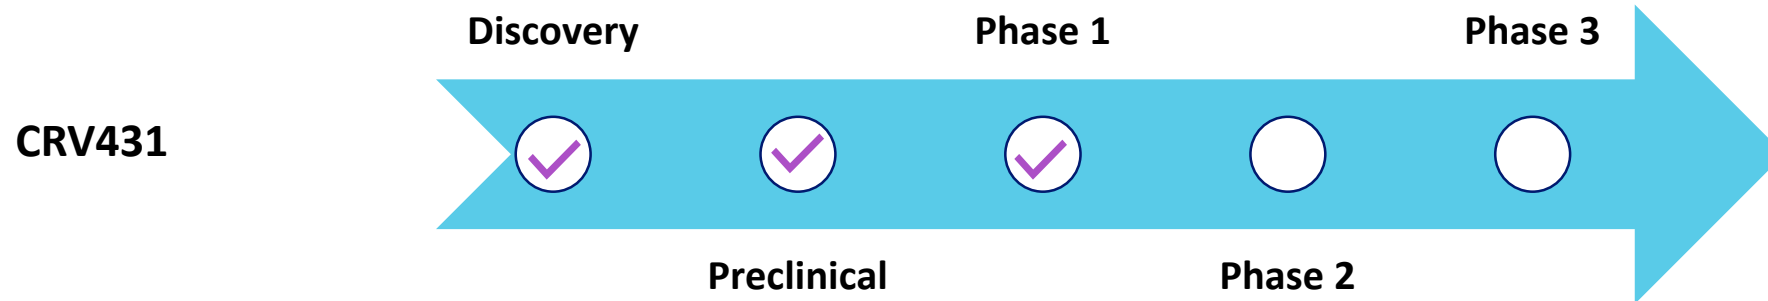 Discovery
Phase 1
Phase 3
CRV431
Preclinical
Phase 2